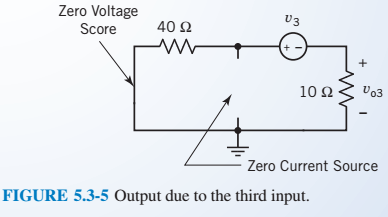 Zero Voltage
Score
40 Ω
v3
+ −
+
10 Ω
vo3
−
Zero Current Source
FIGURE 5.3-5 Output due to the third input.